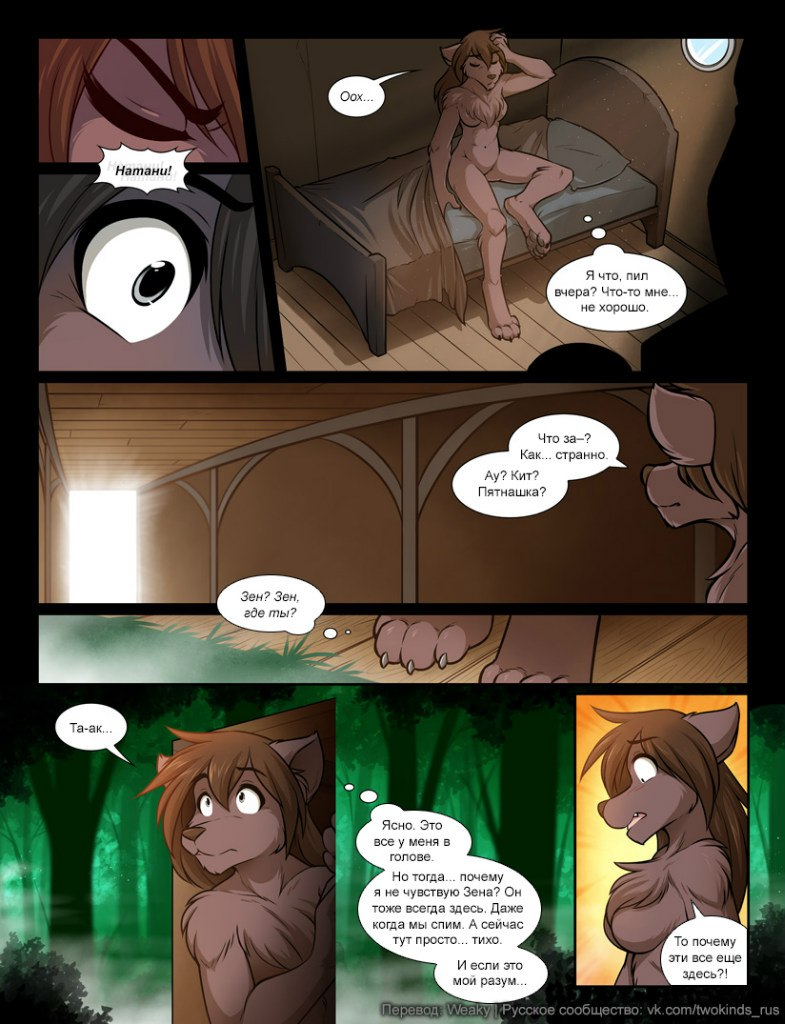 Натани!
Оох...
Я что, пил
вчера? Что-то мне...
не хорошо.
Что за–?
Как... странно.
Ау? Кит?
Пятнашка?
Зен? Зен,
где ты?
Та-ак...
Ясно. Это
все у меня в
голове.
Но тогда... почему
я не чувствую Зена? Он
тоже всегда здесь. Даже
когда мы спим. А сейчас
тут просто... тихо.
И если это
мой разум...
То почему
эти все еще
здесь?!
Перевод: Weaky | Русское сообщество: vk.com/twokinds_rus